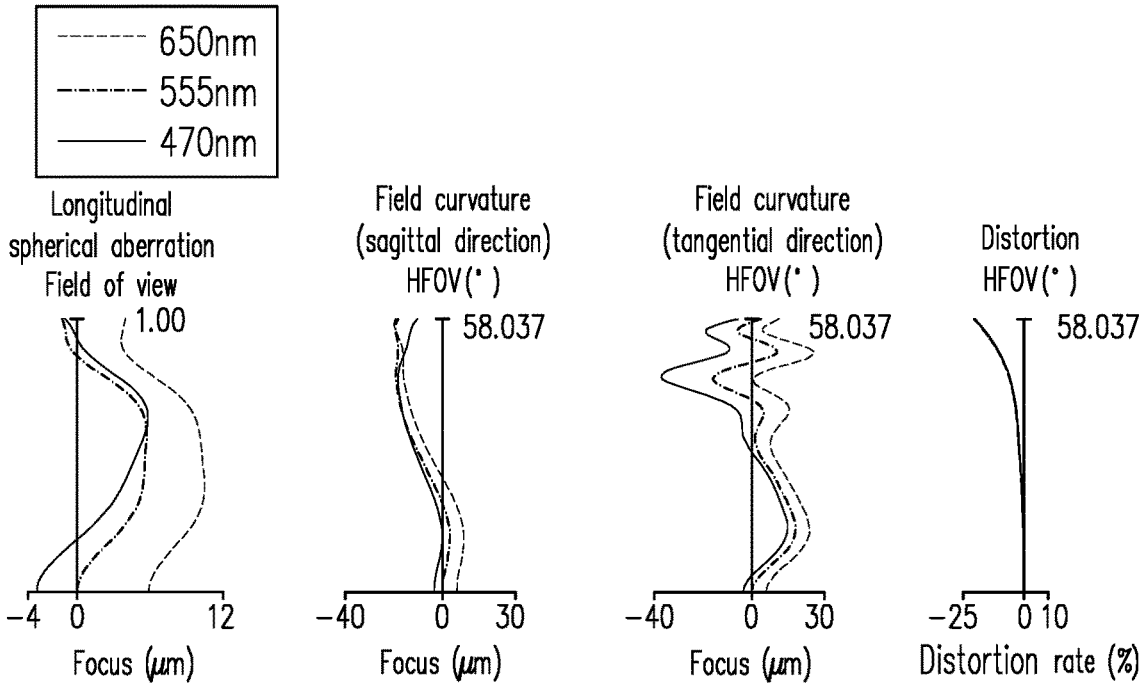 650nm
555nm
470nm
Longitudinal
spherical aberration
Field of view
1.00
-4 0 12
Focus (μm)
Field curvature
(sagittal direction)
HFOV(°)
58.037
-40 0 30
Focus (μm)
Field curvature
(tangential direction)
HFOV(°)
58.037
-40 0 30
Focus (μm)
Distortion
HFOV(°)
58.037
-25 0 10
Distortion rate (%)